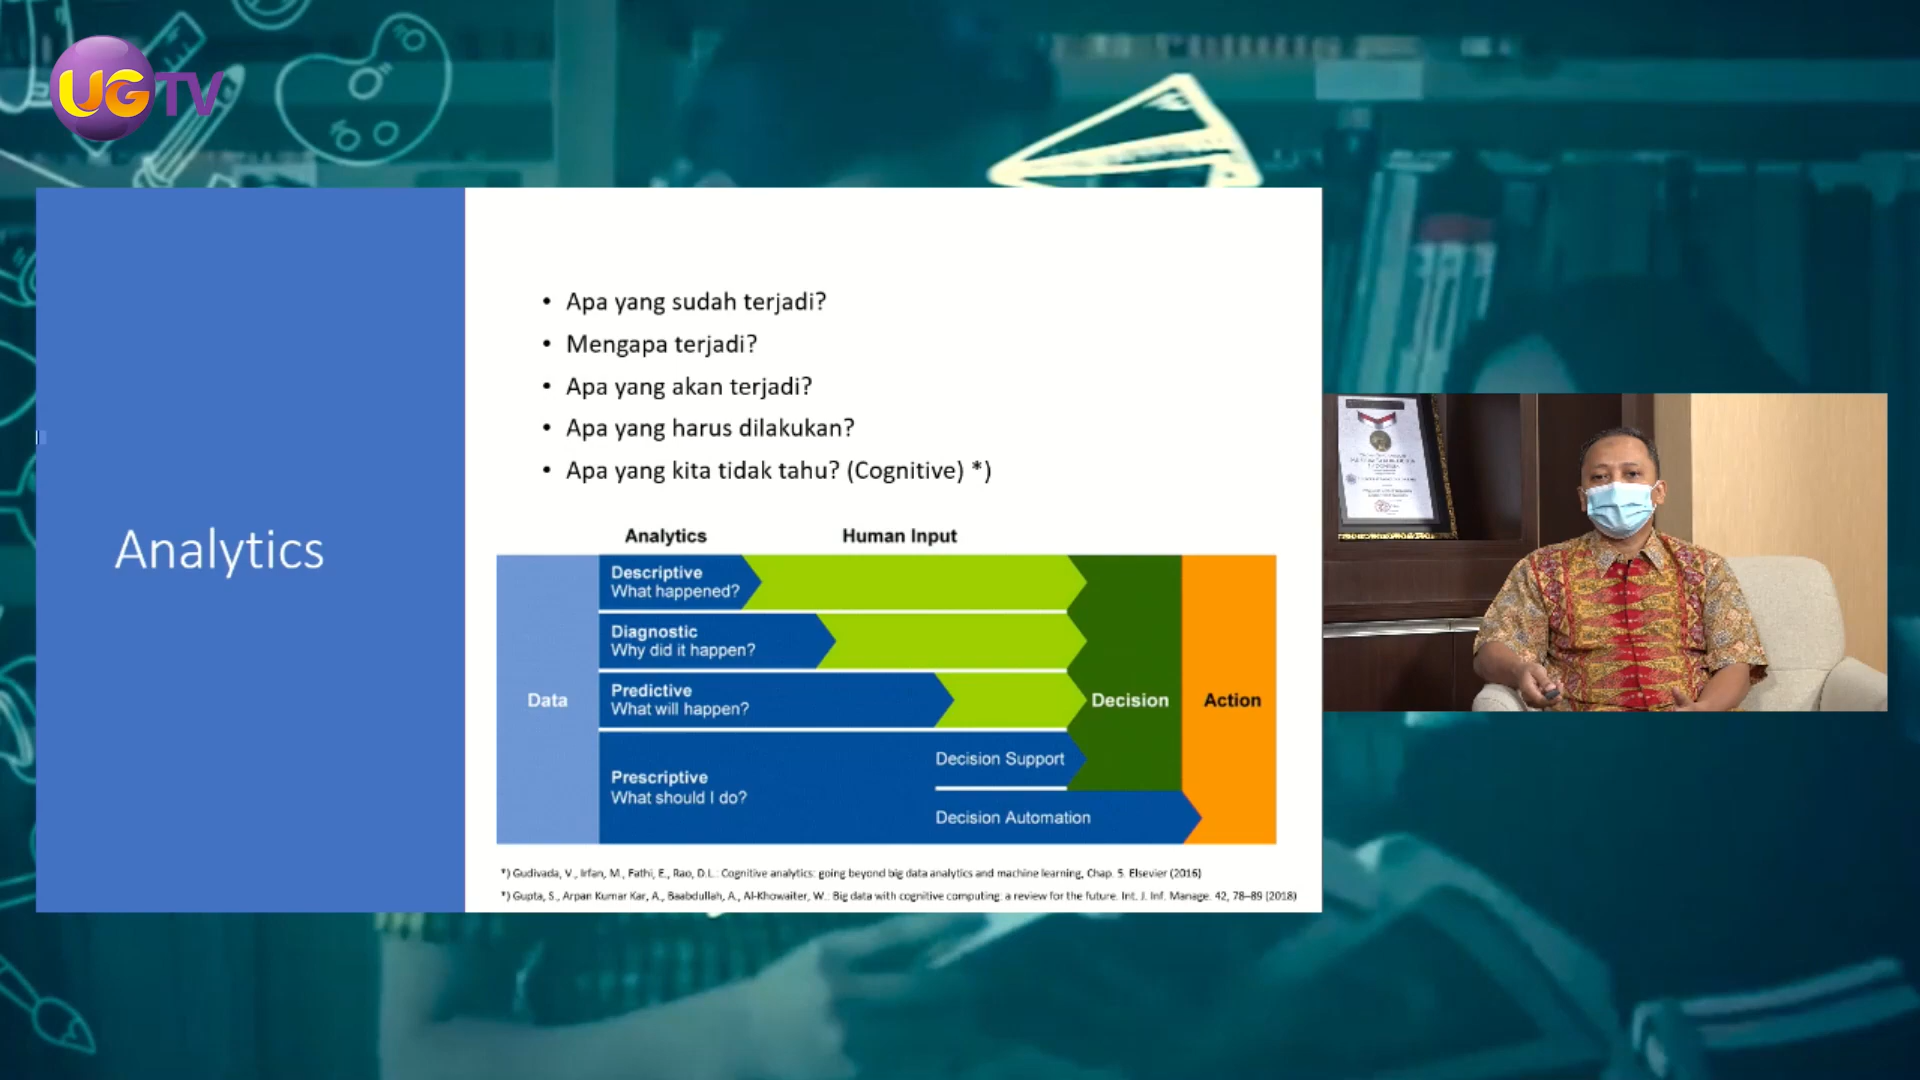 UGTV
Analytics
• Apa yang sudah terjadi?
• Mengapa terjadi?
• Apa yang akan terjadi?
• Apa yang harus dilakukan?
• Apa yang kita tidak tahu? (Cognitive) *)
Analytics
Human Input
Data
Descriptive
What happened?
Diagnostic
Why did it happen?
Predictive
What will happen?
Prescriptive
What should I do?
Decision Support
Decision Automation
Decision
Action
*) Gudivada, V., Irfan, M., Fathi, E., Rao, D.L.: Cognitive analytics: going beyond big data analytics and machine learning, Chap. 5. Elsevier (2016)
*) Gupta, S., Arpan Kumar Kar, A., Baabdullah, A., Al-Khowaiter, W.: Big data with cognitive computing: a review for the future. Int. J. Inf. Manage. 42, 78–89 (2018)